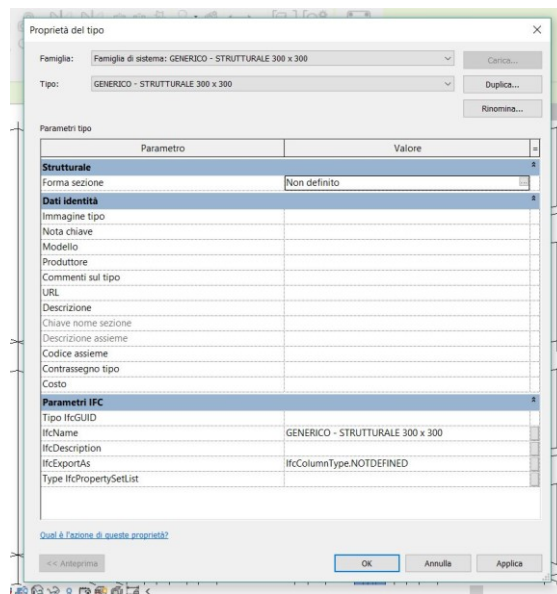 Proprietà del tipo
Famiglia: Famiglia di sistema: GENERICO - STRUTTURALE 300 x 300 Carica...
Tipo: GENERICO - STRUTTURALE 300 x 300 Duplica...
Rinomina...
Parametri tipo
Parametro Valore =
Strutturale
Forma sezione Non definito
Dati identità
Immagine tipo
Nota chiave
Modello
Produttore
Commenti sul tipo
URL
Descrizione
Chiave nome sezione
Descrizione assieme
Codice assieme
Contrassegno tipo
Costo
Parametri IFC
Tipo IfcGUID
IfcName GENERICO - STRUTTURALE 300 x 300
IfcDescription
IfcExportAs IfcColumnType.NOTDEFINED
Type IfcPropertySetList
Qual è l'azione di queste proprietà?
<< Anteprima OK Annulla Applica